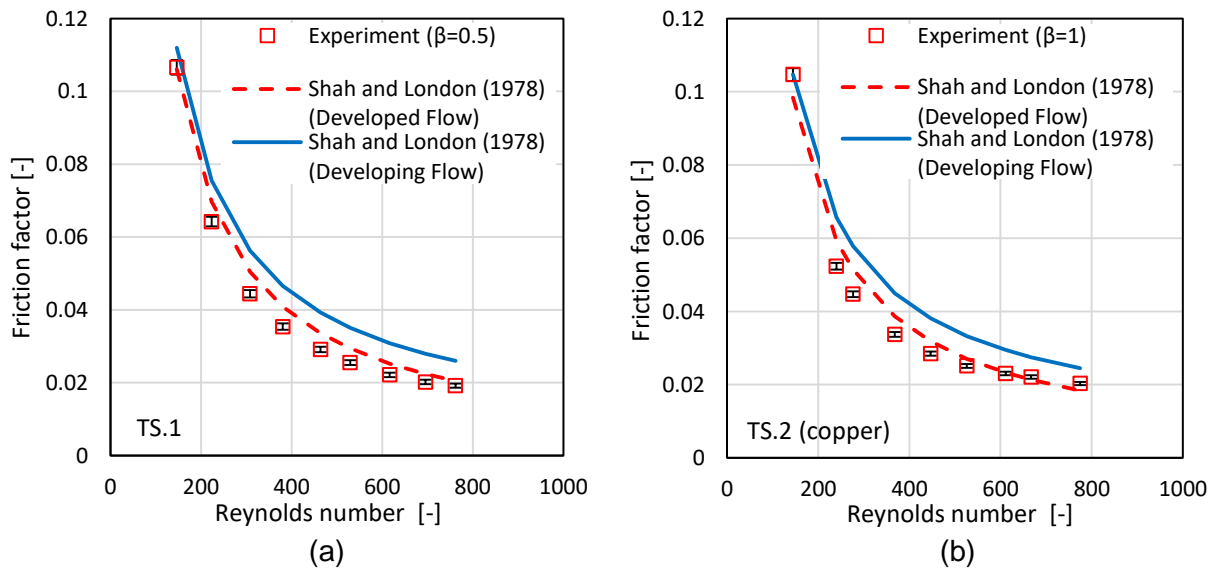 0.12
0.1
0.08
0.06
0.04
0.02
0
Friction factor [-]
Experiment (β=0.5)
Shah and London (1978)
(Developed Flow)
Shah and London (1978)
(Developing Flow)
TS.1
0 200 400 600 800 1000
Reynolds number [-]
(a)
0.12
0.1
0.08
0.06
0.04
0.02
0
Friction factor [-]
Experiment (β=1)
Shah and London (1978)
(Developed Flow)
Shah and London (1978)
(Developing Flow)
TS.2 (copper)
0 200 400 600 800 1000
Reynolds number [-]
(b)